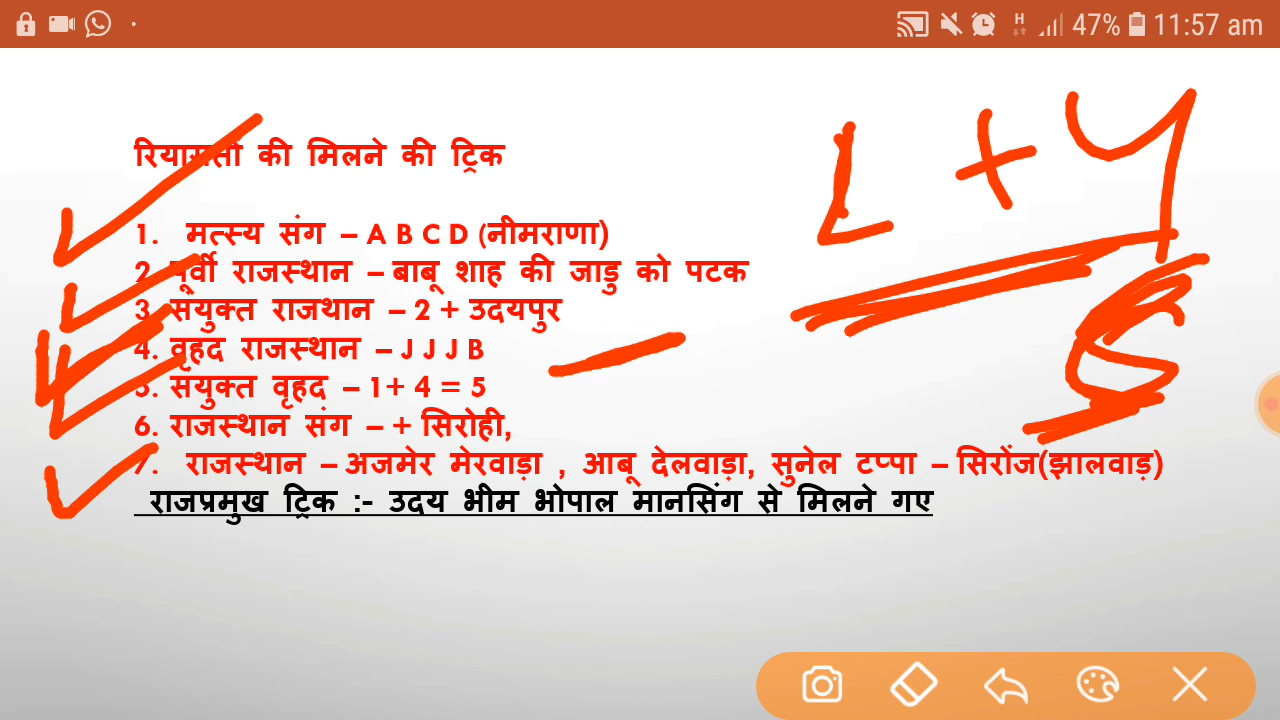 H 47% 11:57 am
रियासतो की मिलने की ट्रिक
1. मत्स्य संग – A B C D (नीमराणा)
2. पूर्वी राजस्थान – बाबू शाह की जाडु को पटक
3. संयुक्त राजथान – 2 + उदयपुर
4. वृहद राजस्थान – J J J B
5. संयुक्त वृहद – 1+ 4 = 5
6. राजस्थान संग – + सिरोही,
7. राजस्थान – अजमेर मेरवाड़ा , आबू देलवाड़ा, सुनेल टप्पा – सिरोंज(झालवाड़)
राजप्रमुख ट्रिक :- उदय भीम भोपाल मानसिंग से मिलने गए